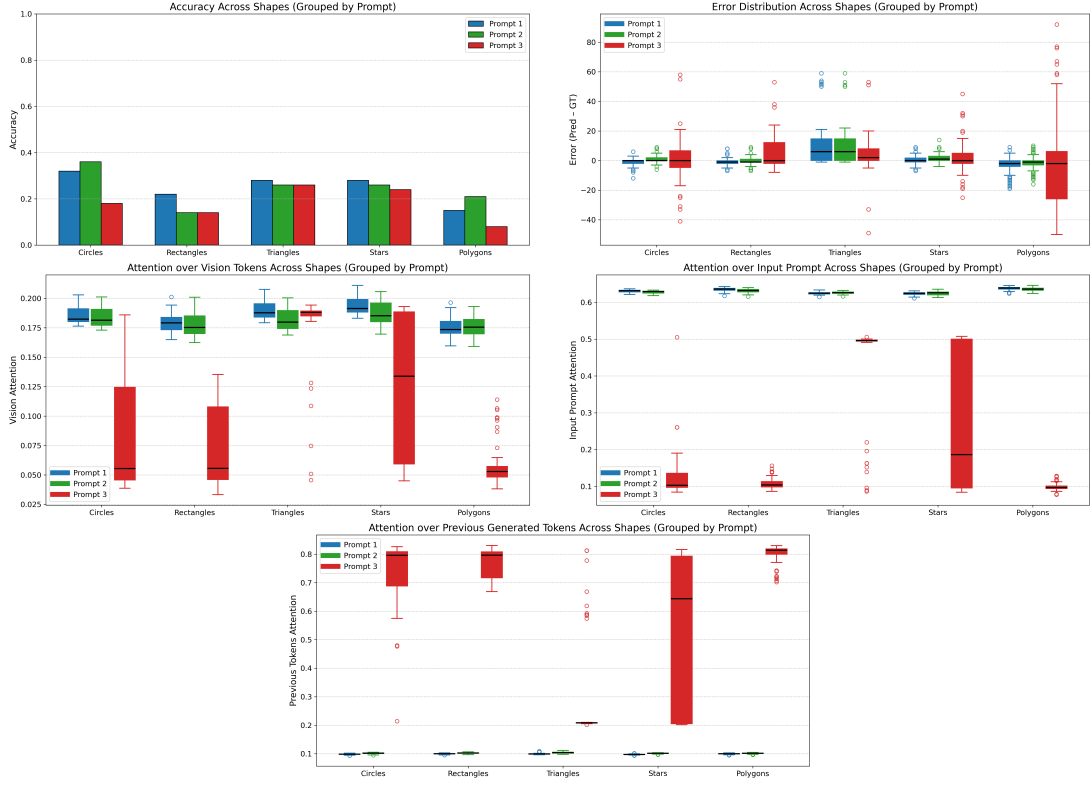 Accuracy Across Shapes (Grouped by Prompt)
1.0
0.8
0.6
0.4
0.2
0.0
Accuracy
Prompt 1
Prompt 2
Prompt 3
Circles
Rectangles
Triangles
Stars
Polygons
Error Distribution Across Shapes (Grouped by Prompt)
80
60
40
20
0
−20
−40
Error (Pred – GT)
Prompt 1
Prompt 2
Prompt 3
Circles
Rectangles
Triangles
Stars
Polygons
Attention over Vision Tokens Across Shapes (Grouped by Prompt)
0.200
0.175
0.150
0.125
0.100
0.075
0.050
0.025
Vision Attention
Prompt 1
Prompt 2
Prompt 3
Circles
Rectangles
Triangles
Stars
Polygons
Attention over Input Prompt Across Shapes (Grouped by Prompt)
0.6
0.5
0.4
0.3
0.2
0.1
Input Prompt Attention
Prompt 1
Prompt 2
Prompt 3
Circles
Rectangles
Triangles
Stars
Polygons
Attention over Previous Generated Tokens Across Shapes (Grouped by Prompt)
0.8
0.7
0.6
0.5
0.4
0.3
0.2
0.1
Previous Tokens Attention
Prompt 1
Prompt 2
Prompt 3
Circles
Rectangles
Triangles
Stars
Polygons